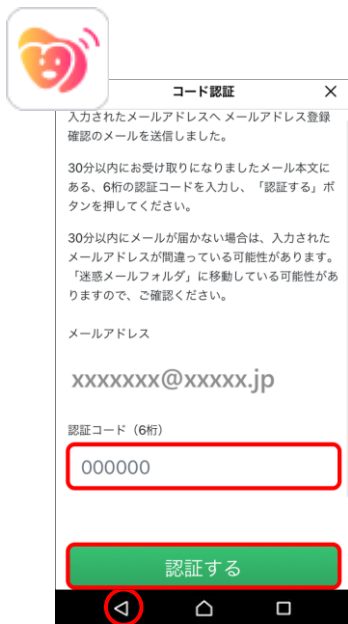 コード認証
入力されたメールアドレスへ メールアドレス登録
確認のメールを送信しました。
30分以内にお受け取りになりましたメール本文に
ある、6桁の認証コードを入力し、「認証する」ボ
タンを押してください。
30分以内にメールが届かない場合は、入力された
メールアドレスが間違っている可能性があります。
「迷惑メールフォルダ」に移動している可能性があ
りますので、ご確認ください。
メールアドレス
xxxxxxx@xxxxx.jp
認証コード（6桁）
000000
認証する